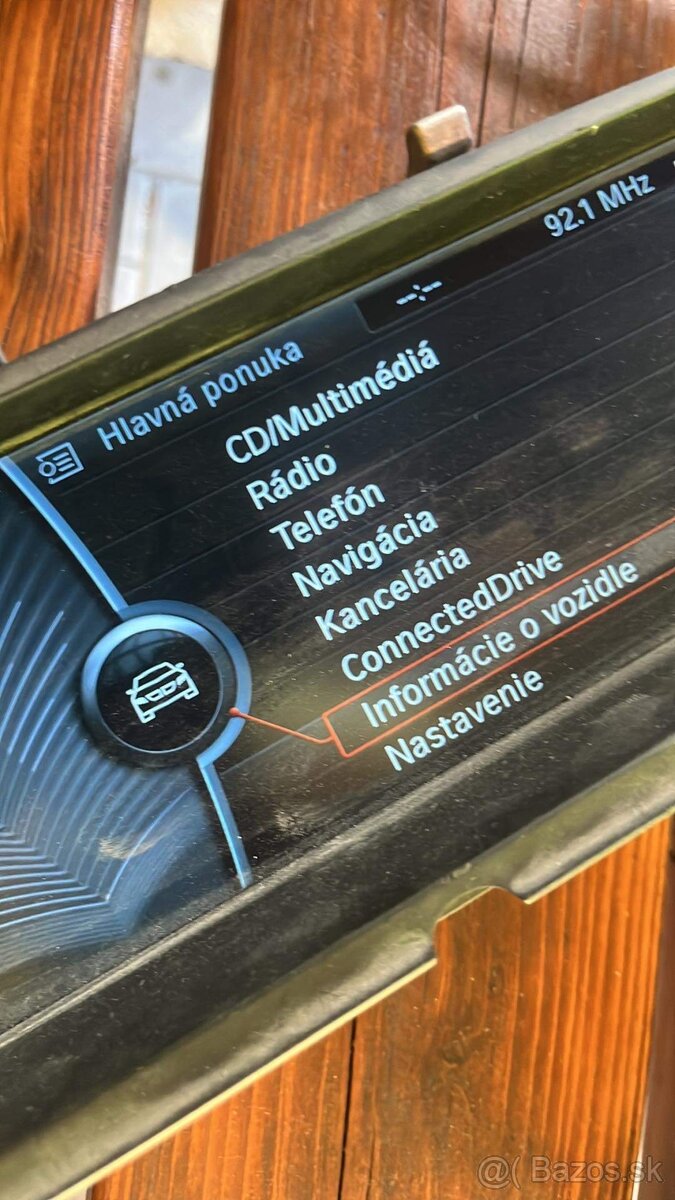 92.1 MHz
--:--
Hlavná ponuka
CD/Multimédiá
Rádio
Telefón
Navigácia
Kancelária
ConnectedDrive
Informácie o vozidle
Nastavenie
@( Bazos.sk